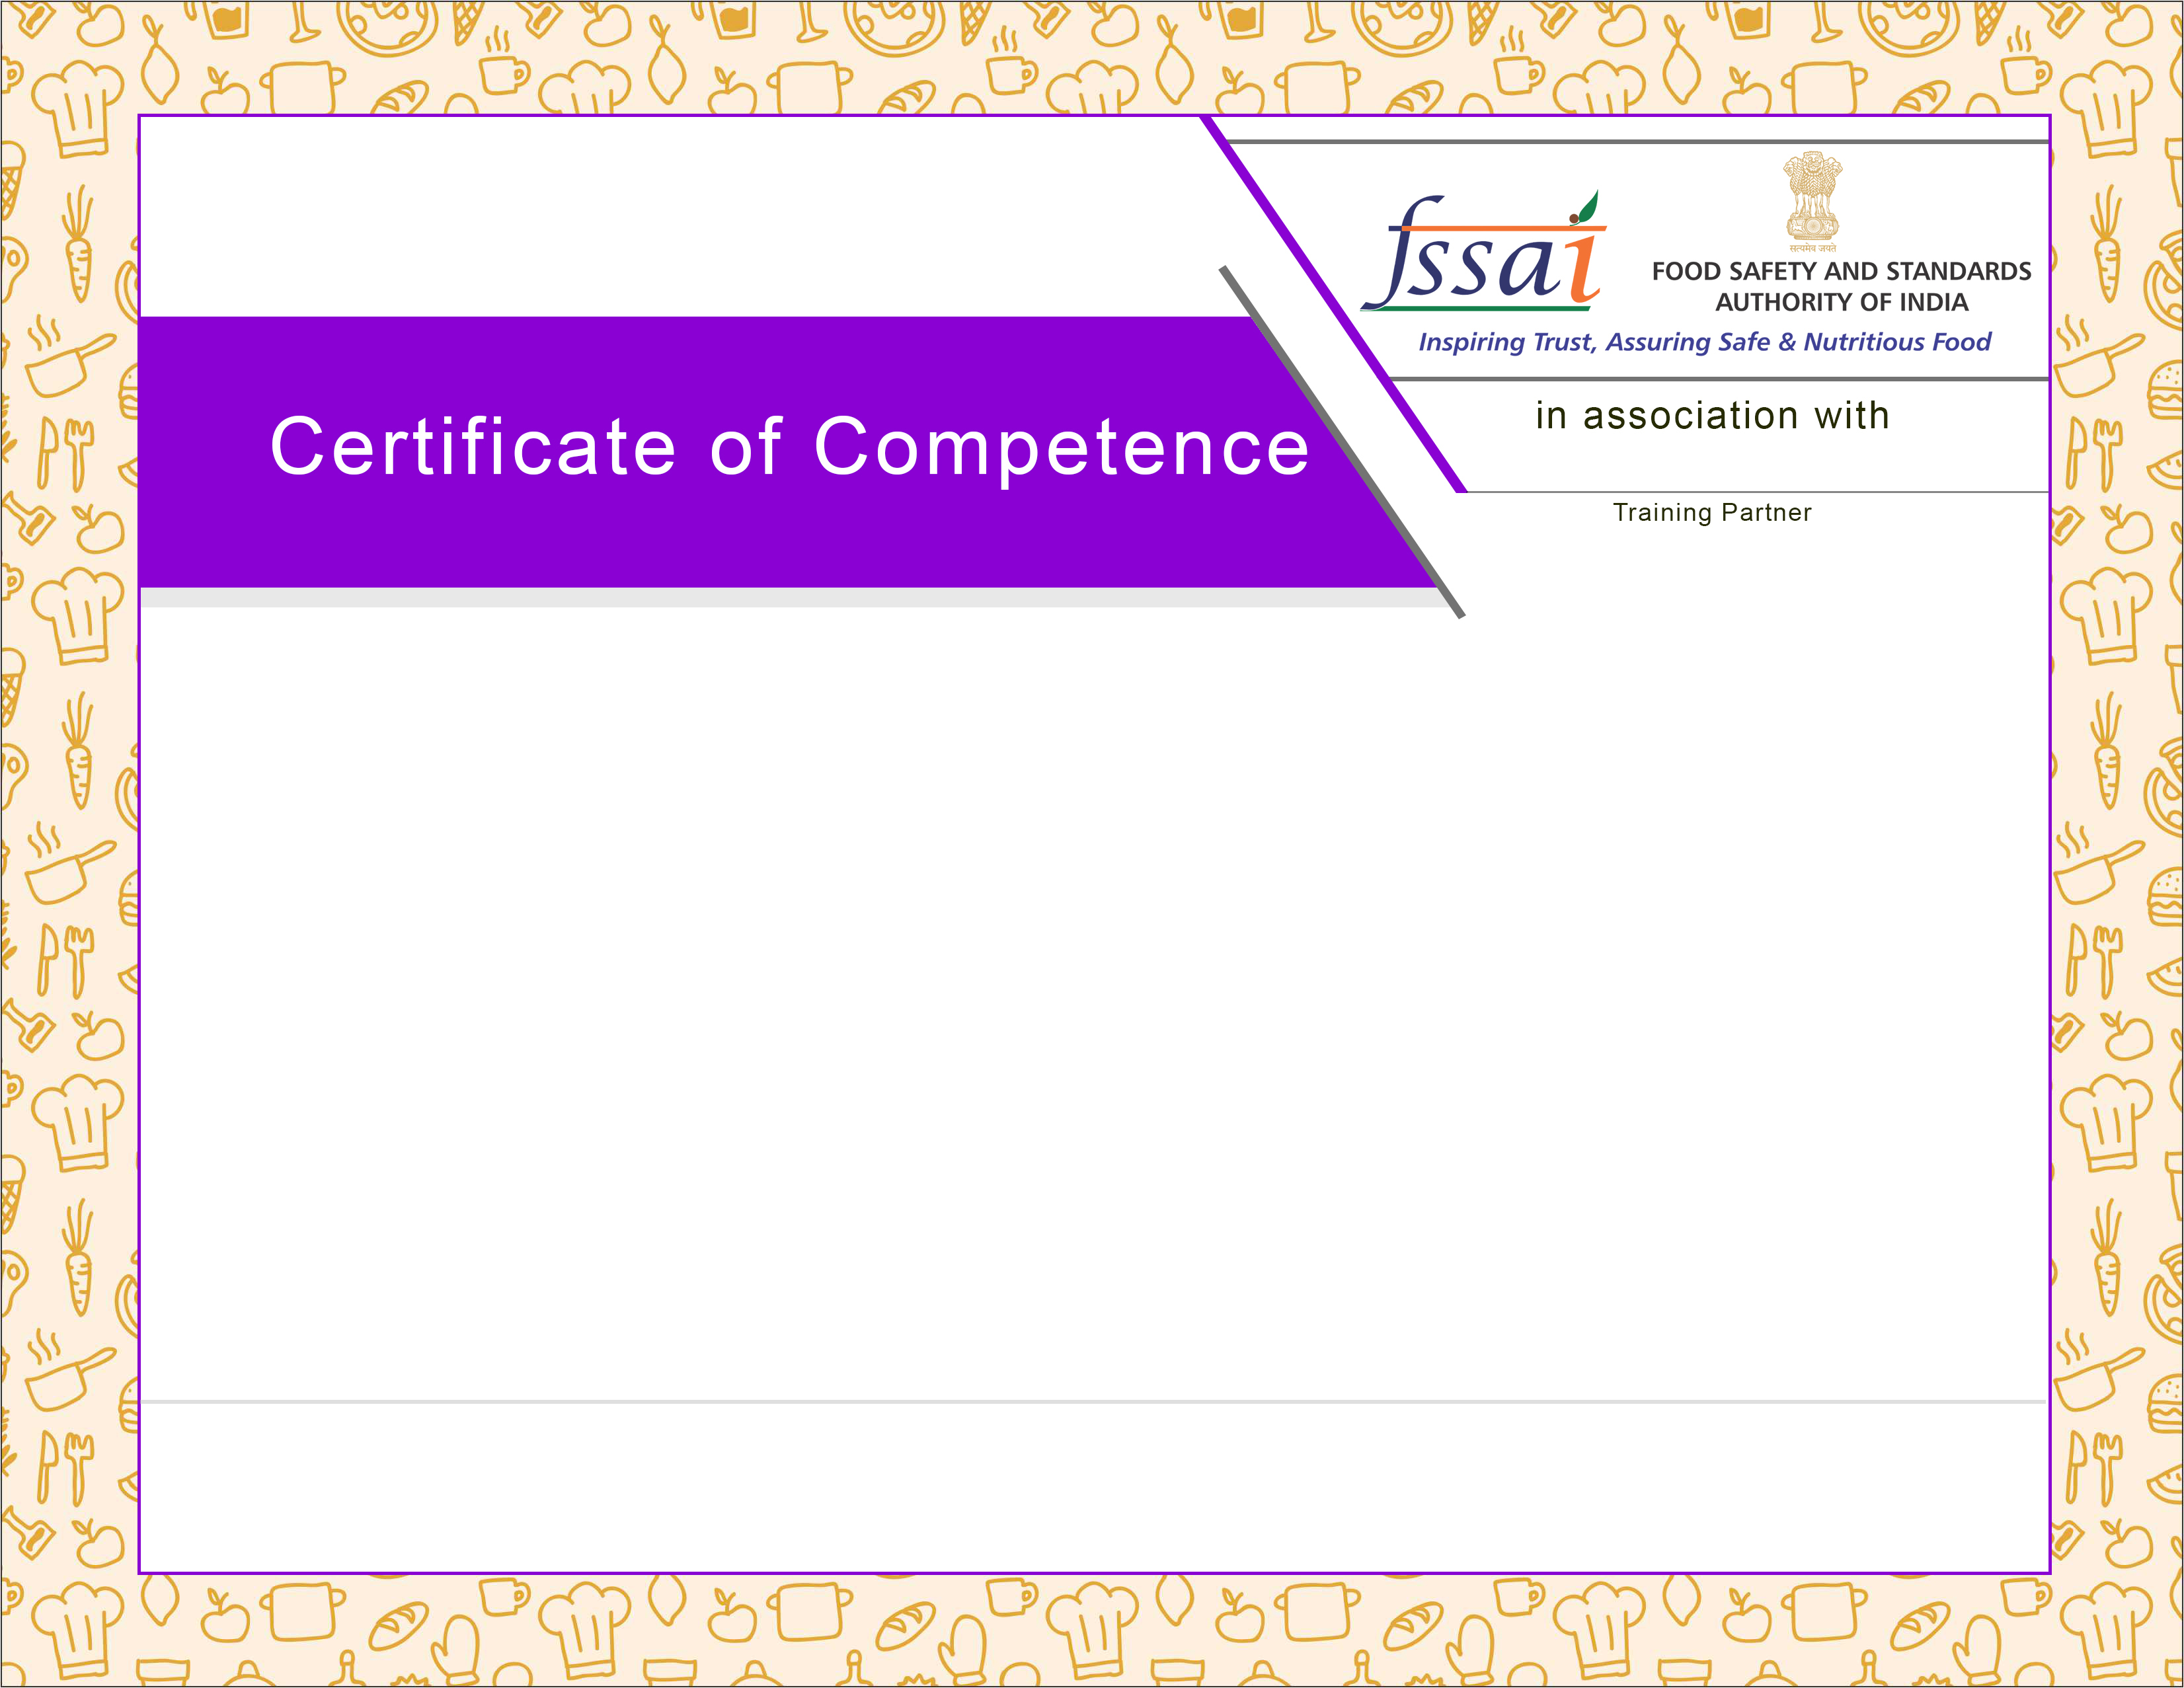 fssai
सत्यमेव जयते
FOOD SAFETY AND STANDARDS
AUTHORITY OF INDIA
Inspiring Trust, Assuring Safe & Nutritious Food
Certificate of Competence
in association with
Training Partner